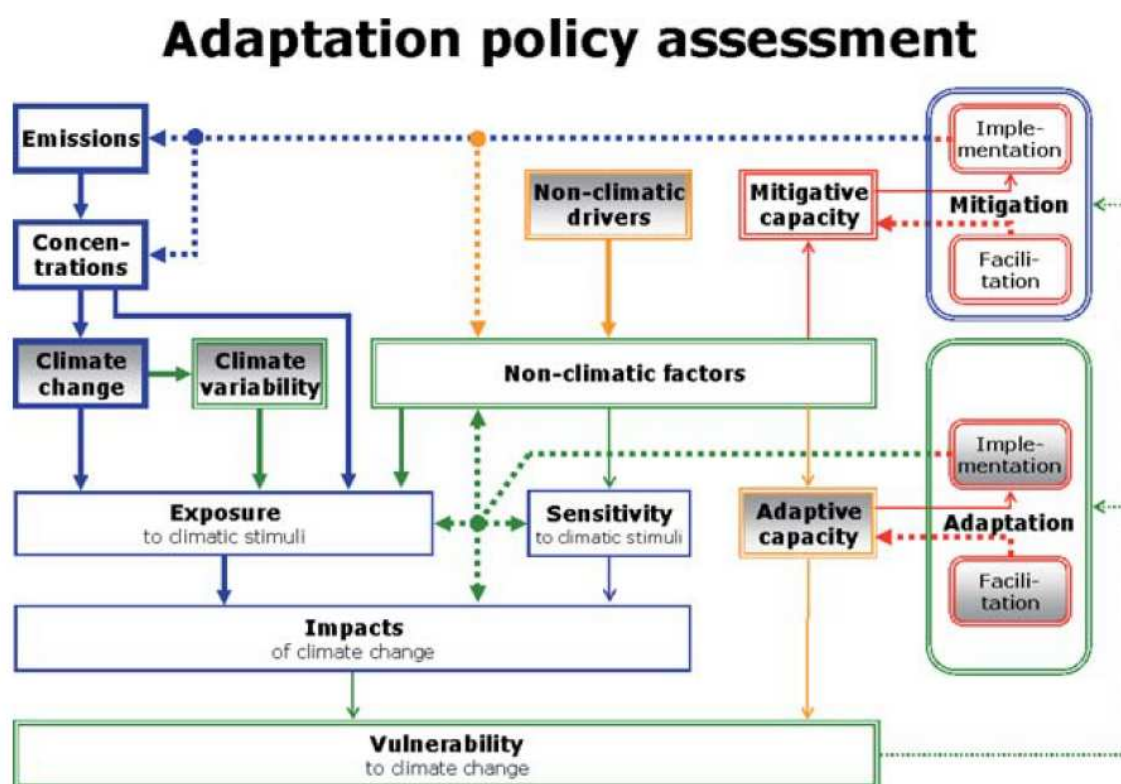 Adaptation policy assessment
Emissions
Imple-
mentation
Non-climatic
drivers
Mitigative
capacity
Mitigation
Concen-
trations
Facili-
tation
Climate
change
Climate
variability
Non-climatic factors
Imple-
mentation
Exposure
to climatic stimuli
Sensitivity
to climatic stimuli
Adaptive
capacity
Adaptation
Facili-
tation
Impacts
of climate change
Vulnerability
to climate change